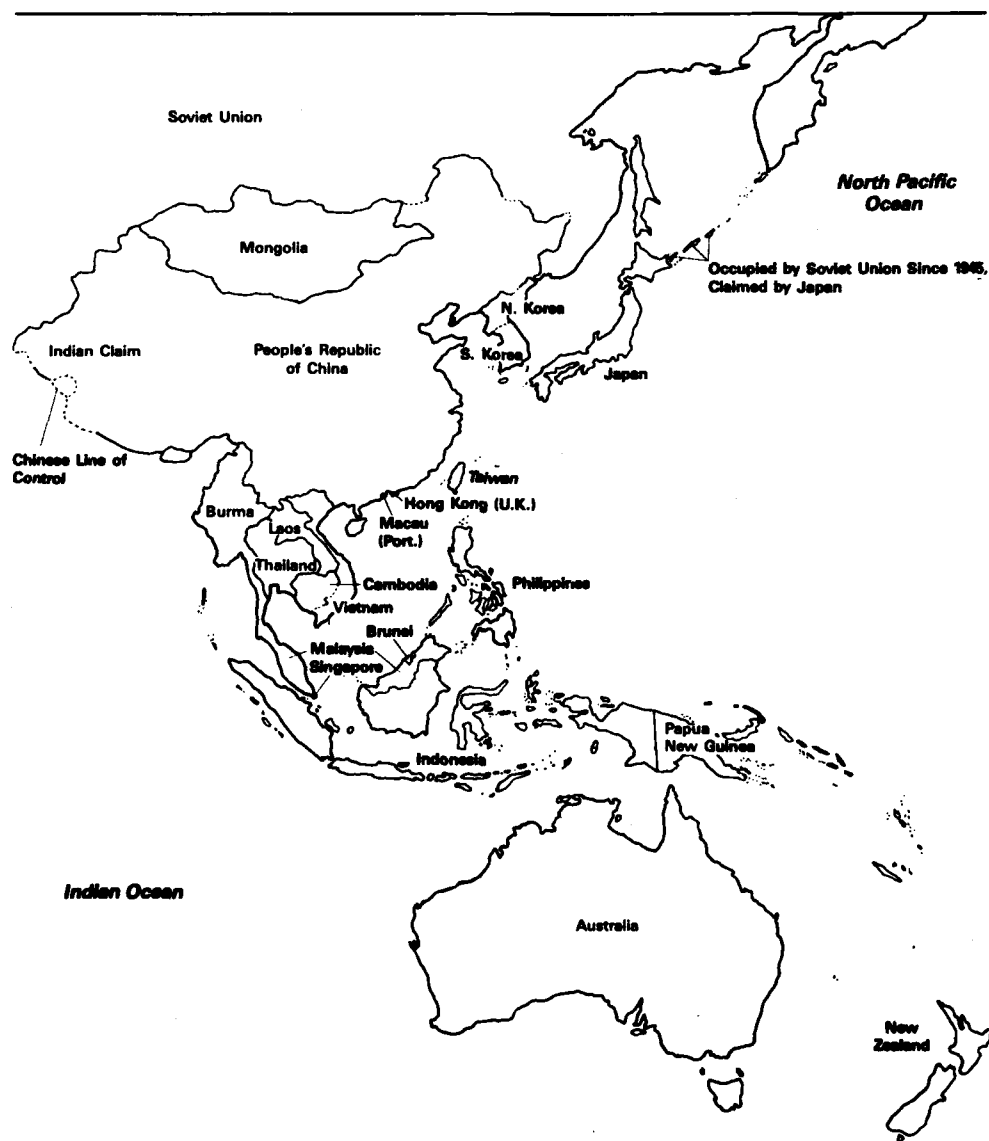 Soviet Union
North Pacific
Ocean
Mongolia
Occupied by Soviet Union Since 1945,
Claimed by Japan
N. Korea
Indian Claim
People's Republic
of China
S. Korea
Japan
Chinese Line of
Control
Taiwan
Hong Kong (U.K.)
Burma
Macau
(Port.)
Laos
Thailand
Cambodia
Philippines
Vietnam
Brunei
Malaysia
Singapore
Papua
New Guinea
Indonesia
Indian Ocean
Australia
New
Zealand